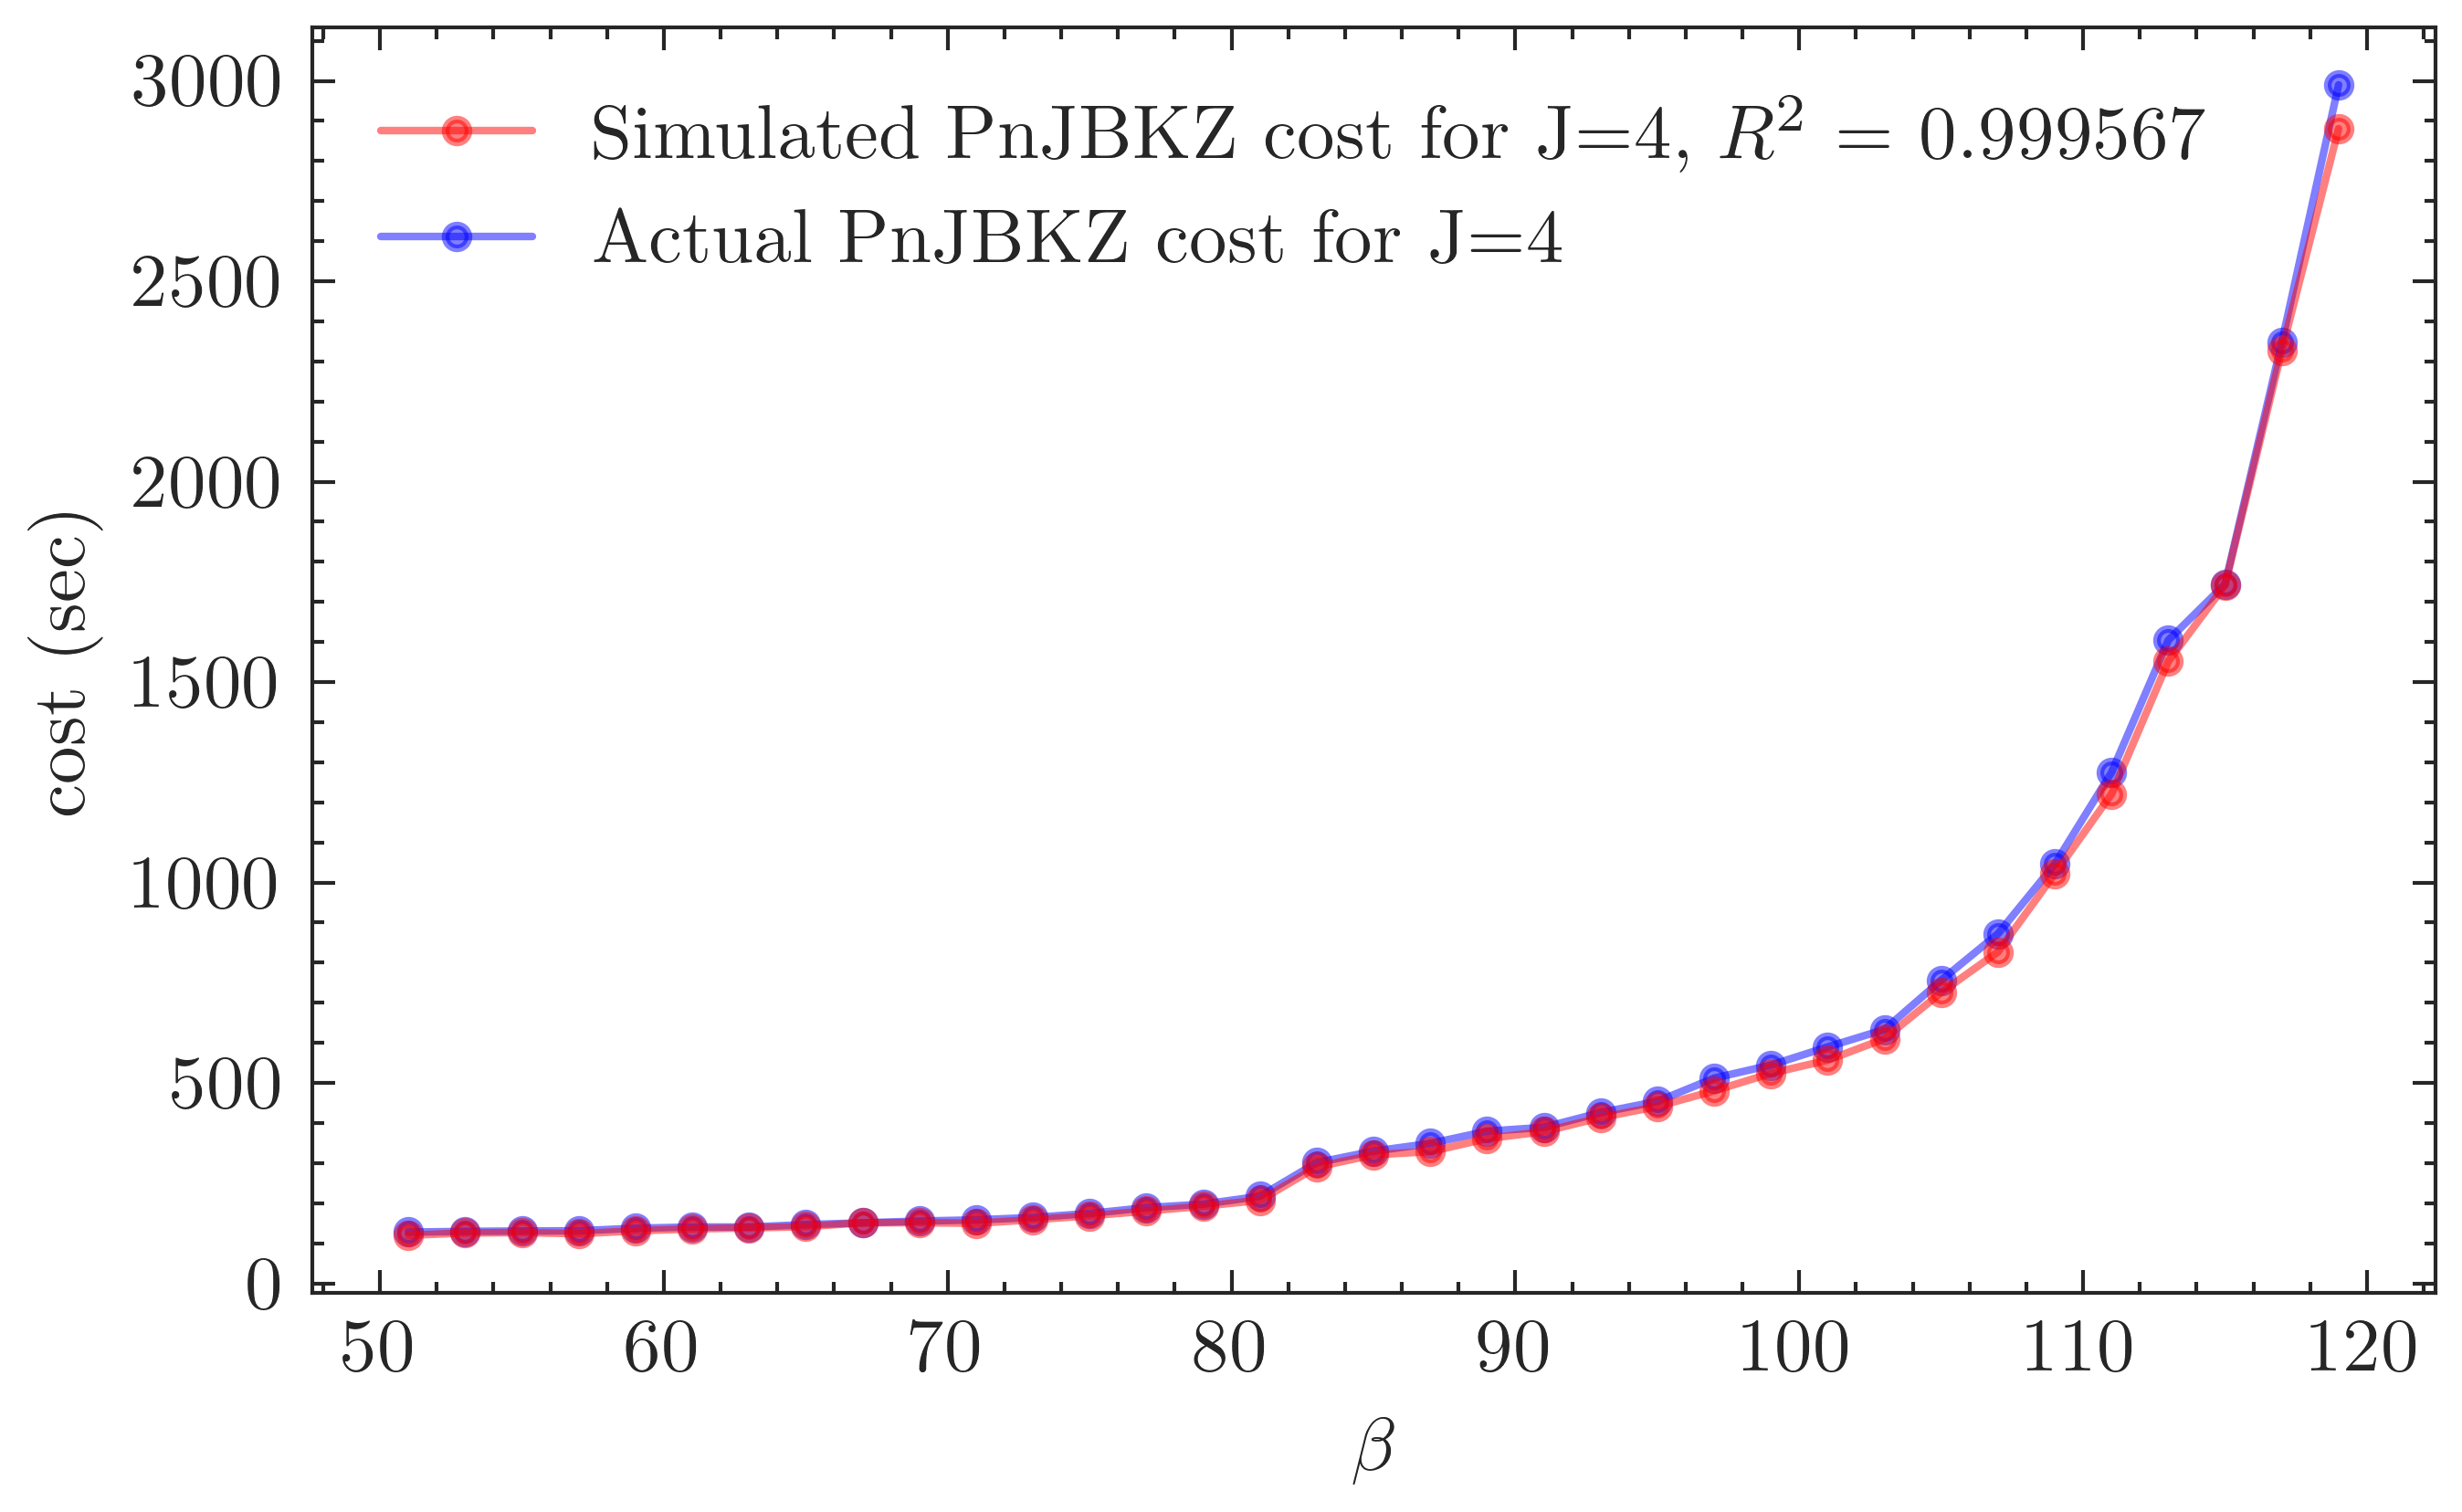 3000
2500
2000
1500
1000
500
0
cost (sec)
Simulated PnJBKZ cost for J=4, R² = 0.999567
Actual PnJBKZ cost for J=4
50 60 70 80 90 100 110 120
β